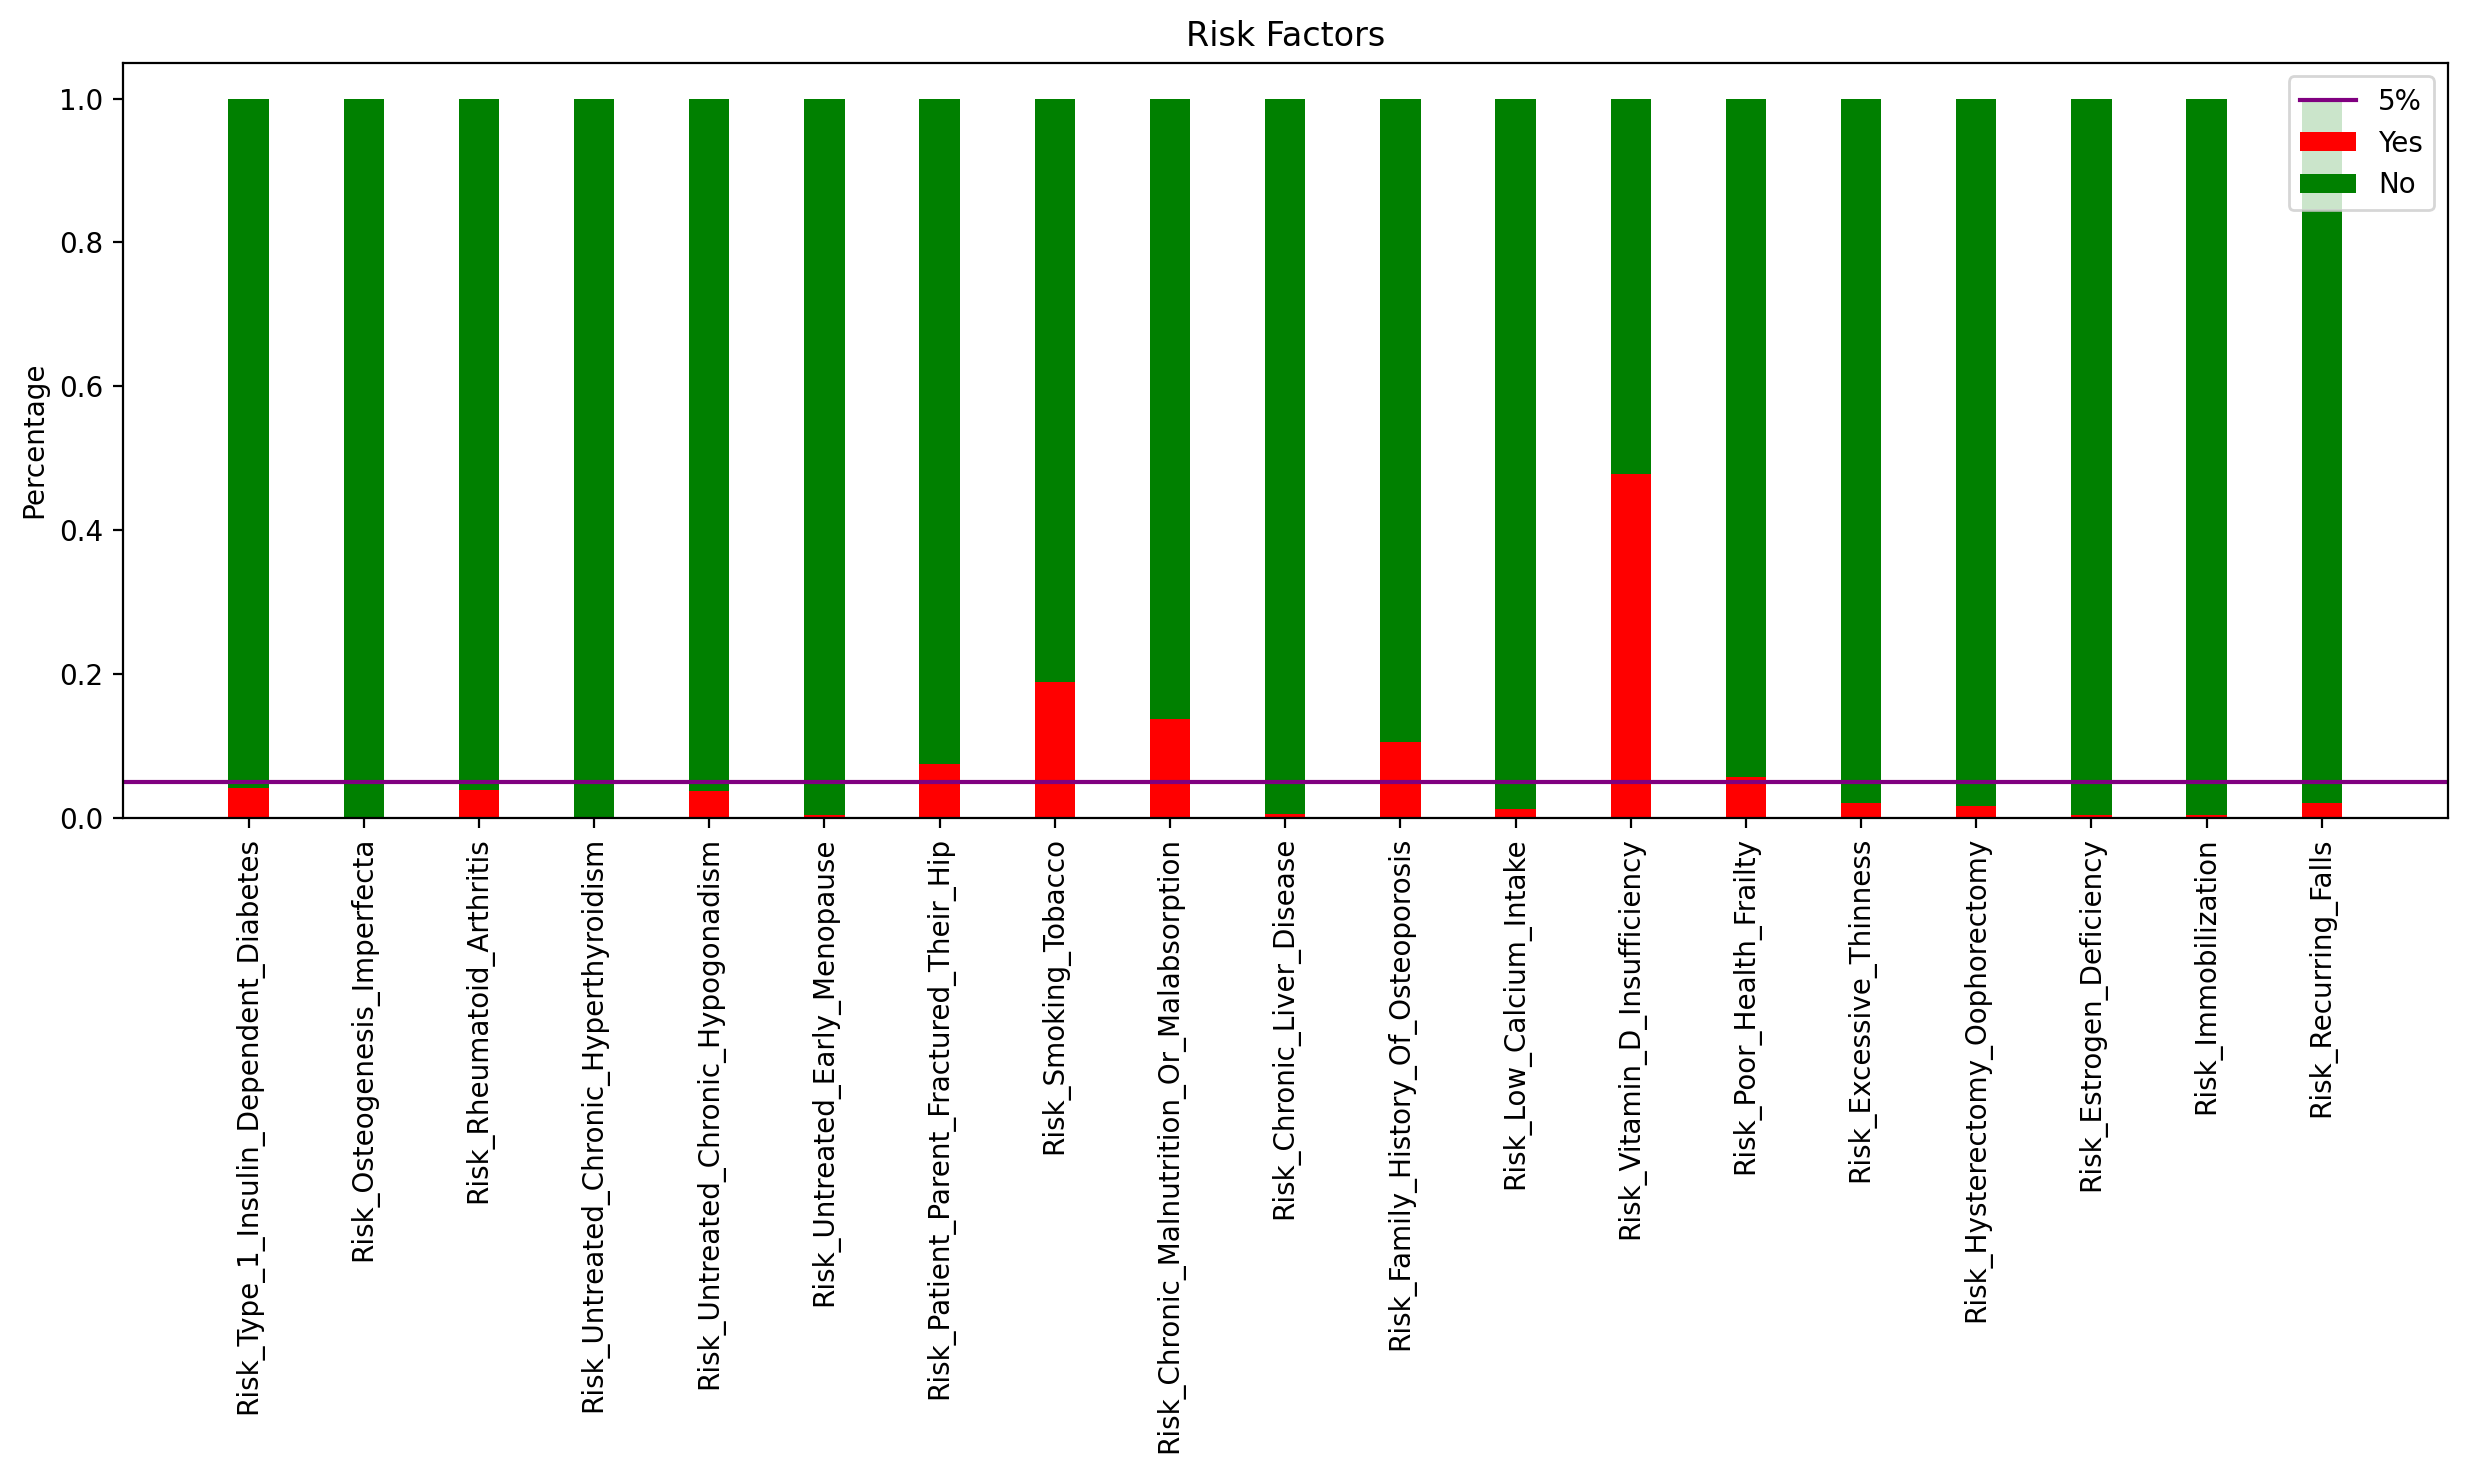 Risk Factors
1.0
0.8
0.6
0.4
0.2
0.0
Percentage
5%
Yes
No
Risk_Type_1_Insulin_Dependent_Diabetes
Risk_Osteogenesis_Imperfecta
Risk_Rheumatoid_Arthritis
Risk_Untreated_Chronic_Hyperthyroidism
Risk_Untreated_Chronic_Hypogonadism
Risk_Untreated_Early_Menopause
Risk_Patient_Parent_Fractured_Their_Hip
Risk_Smoking_Tobacco
Risk_Chronic_Malnutrition_Or_Malabsorption
Risk_Chronic_Liver_Disease
Risk_Family_History_Of_Osteoporosis
Risk_Low_Calcium_Intake
Risk_Vitamin_D_Insufficiency
Risk_Poor_Health_Frailty
Risk_Excessive_Thinness
Risk_Hysterectomy_Oophorectomy
Risk_Estrogen_Deficiency
Risk_Immobilization
Risk_Recurring_Falls